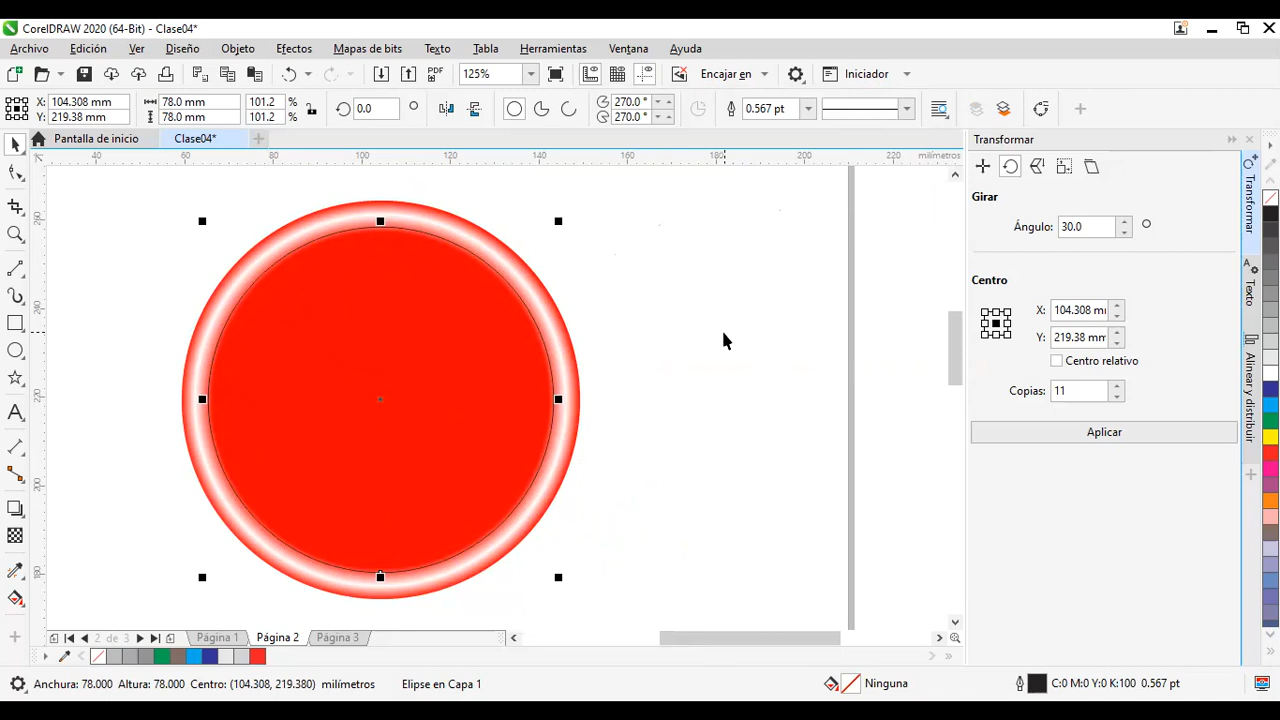 CorelDRAW 2020 (64-Bit) - Clase04*
Archivo Edición Ver Diseño Objeto Efectos Mapas de bits Texto Tabla Herramientas Ventana Ayuda
PDF 125% Encajar en Iniciador
X: 104.308 mm 78.0 mm 101.2 % 0.0 270.0 ° 0.567 pt
Y: 219.38 mm 78.0 mm 101.2 % 270.0 °
Pantalla de inicio Clase04*
Transformar
40 60 80 100 120 140 160 180 200 220 milímetros
260
240
220
200
180
Girar
Ángulo: 30.0 °
Centro
X: 104.308 m
Y: 219.38 mm
Centro relativo
Copias: 11
Aplicar
Transformar
Texto
Alinear y distribuir
2 de 3 Página 1 Página 2 Página 3
Anchura: 78.000 Altura: 78.000 Centro: (104.308, 219.380) milímetros Elipse en Capa 1 Ninguna C:0 M:0 Y:0 K:100 0.567 pt